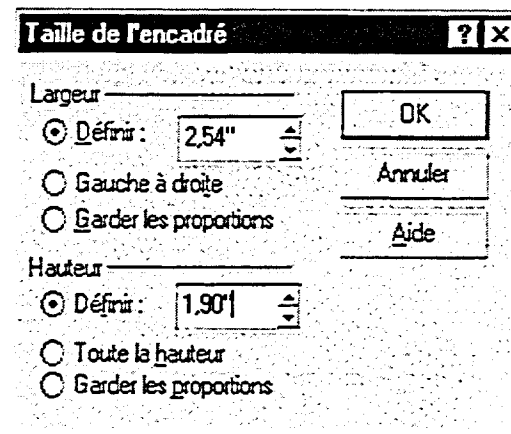 Taille de l'encadré ? X
Largeur
Définir : 2,54"
Gauche à droite
Garder les proportions
OK
Annuler
Aide
Hauteur
Définir : 1,90"
Toute la hauteur
Garder les proportions